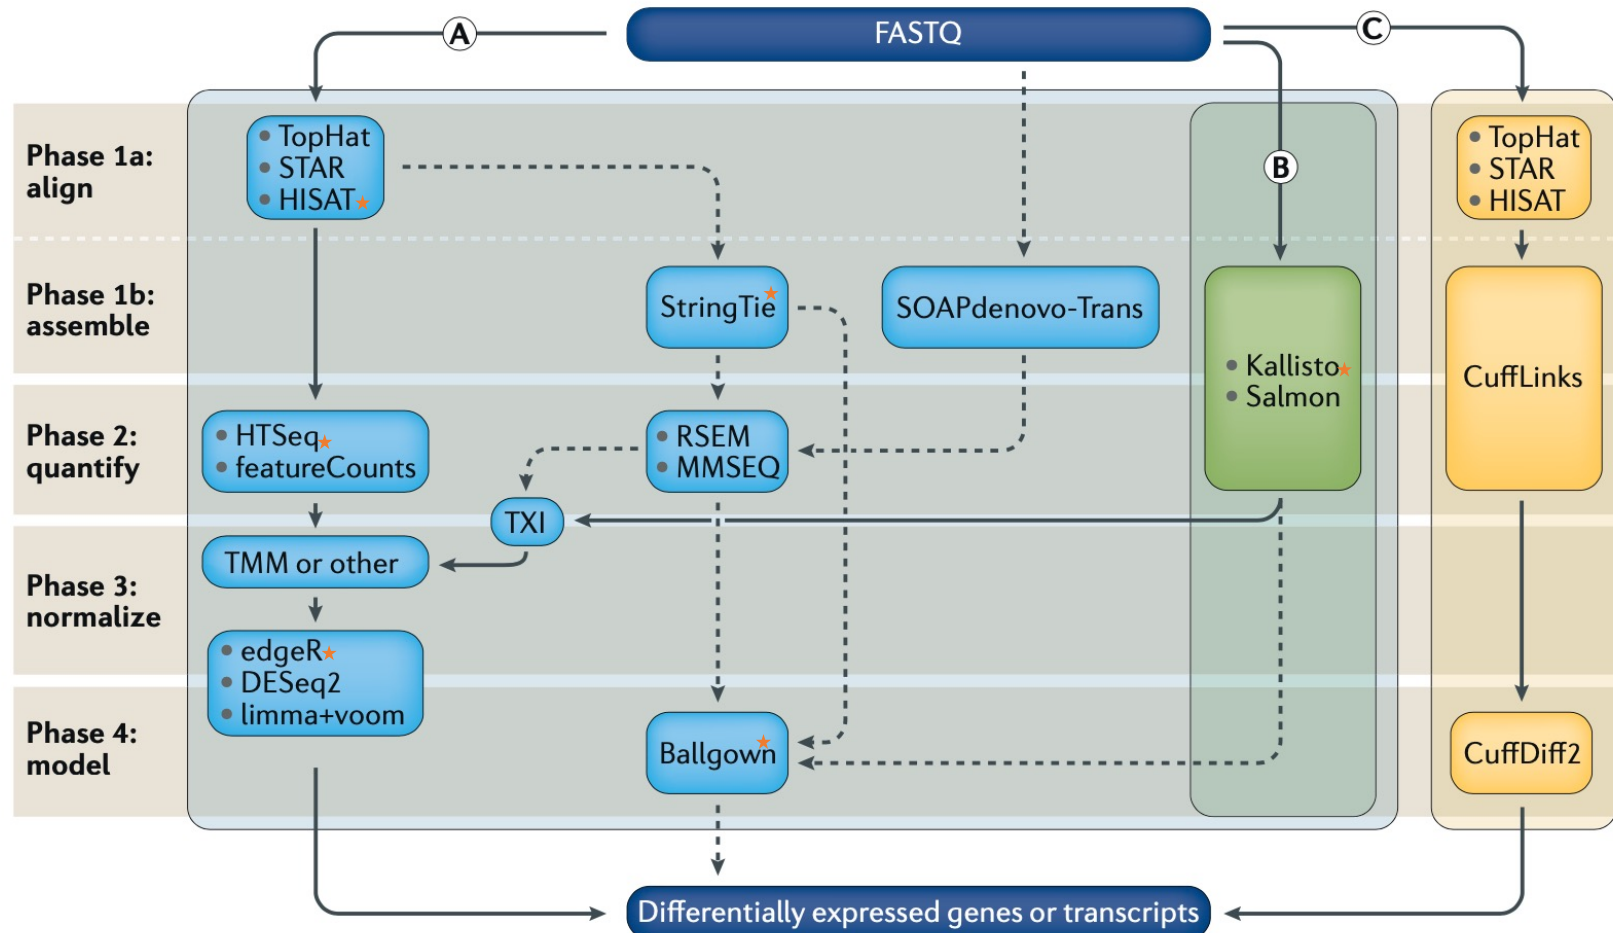 FASTQ
A
C
Phase 1a:
align
• TopHat
• STAR
• HISAT
B
• TopHat
• STAR
• HISAT
Phase 1b:
assemble
StringTie
SOAPdenovo-Trans
• Kallisto
• Salmon
CuffLinks
Phase 2:
quantify
• HTSeq
• featureCounts
• RSEM
• MMSEQ
TXI
Phase 3:
normalize
TMM or other
• edgeR
• DESeq2
• limma+voom
Phase 4:
model
Ballgown
CuffDiff2
Differentially expressed genes or transcripts